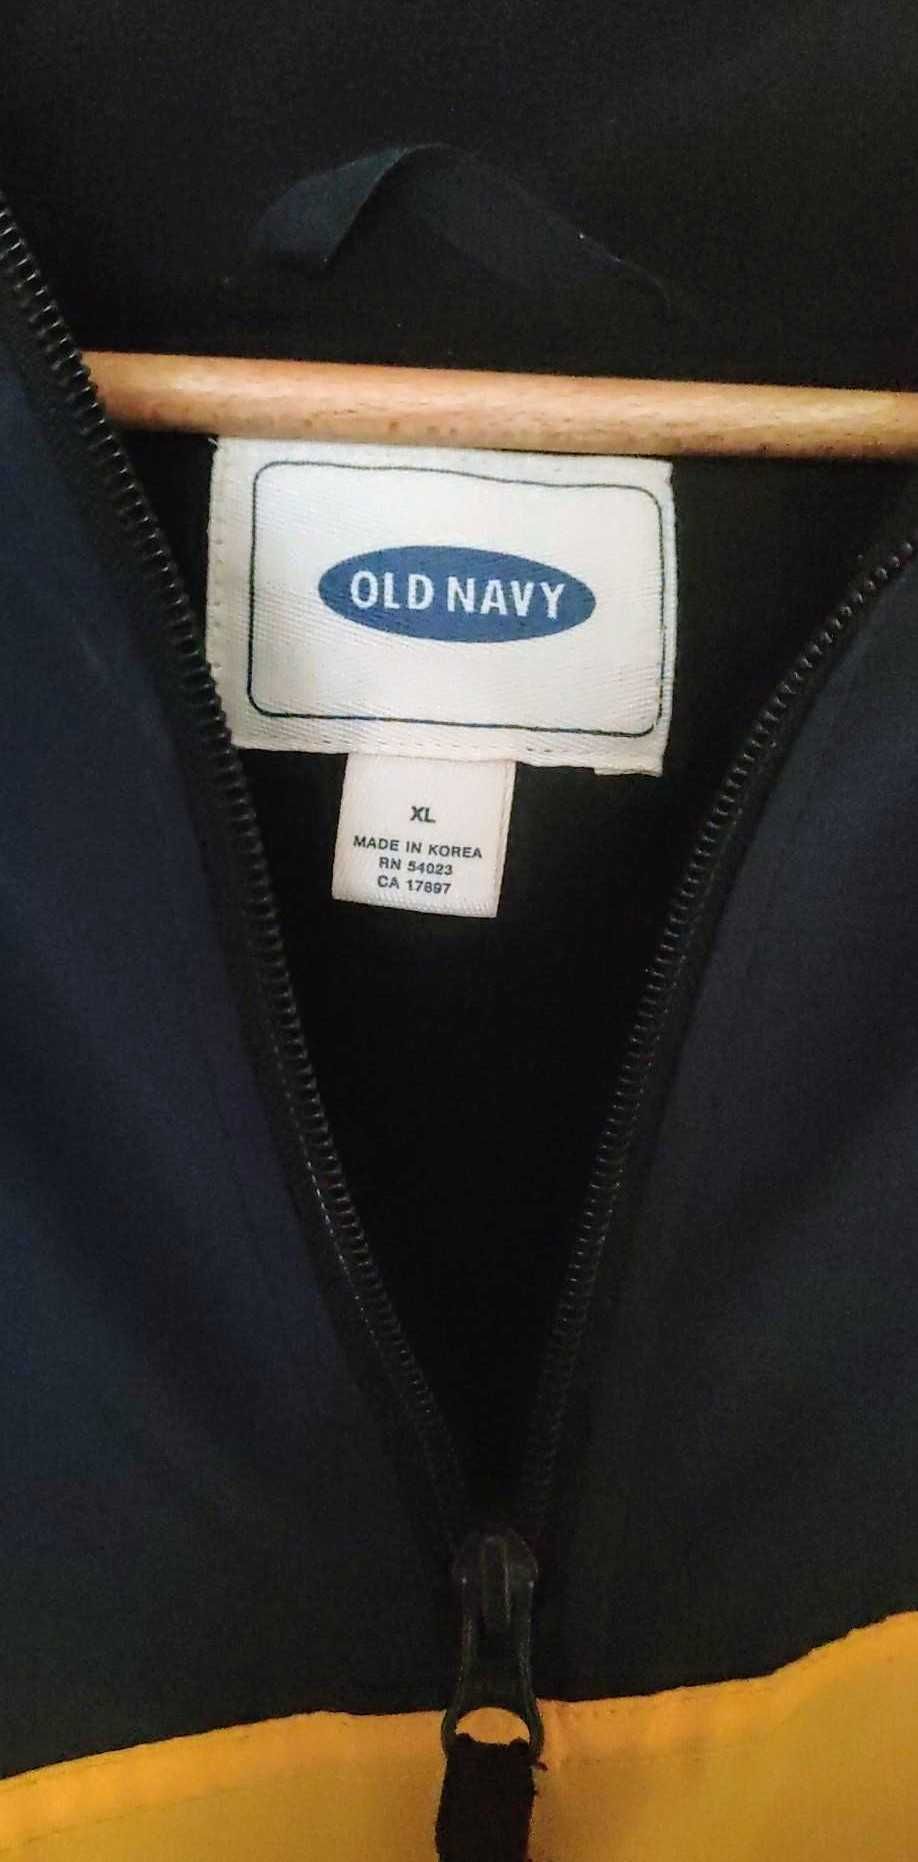 OLD NAVY
XL
MADE IN KOREA
RN 54023
CA 17897